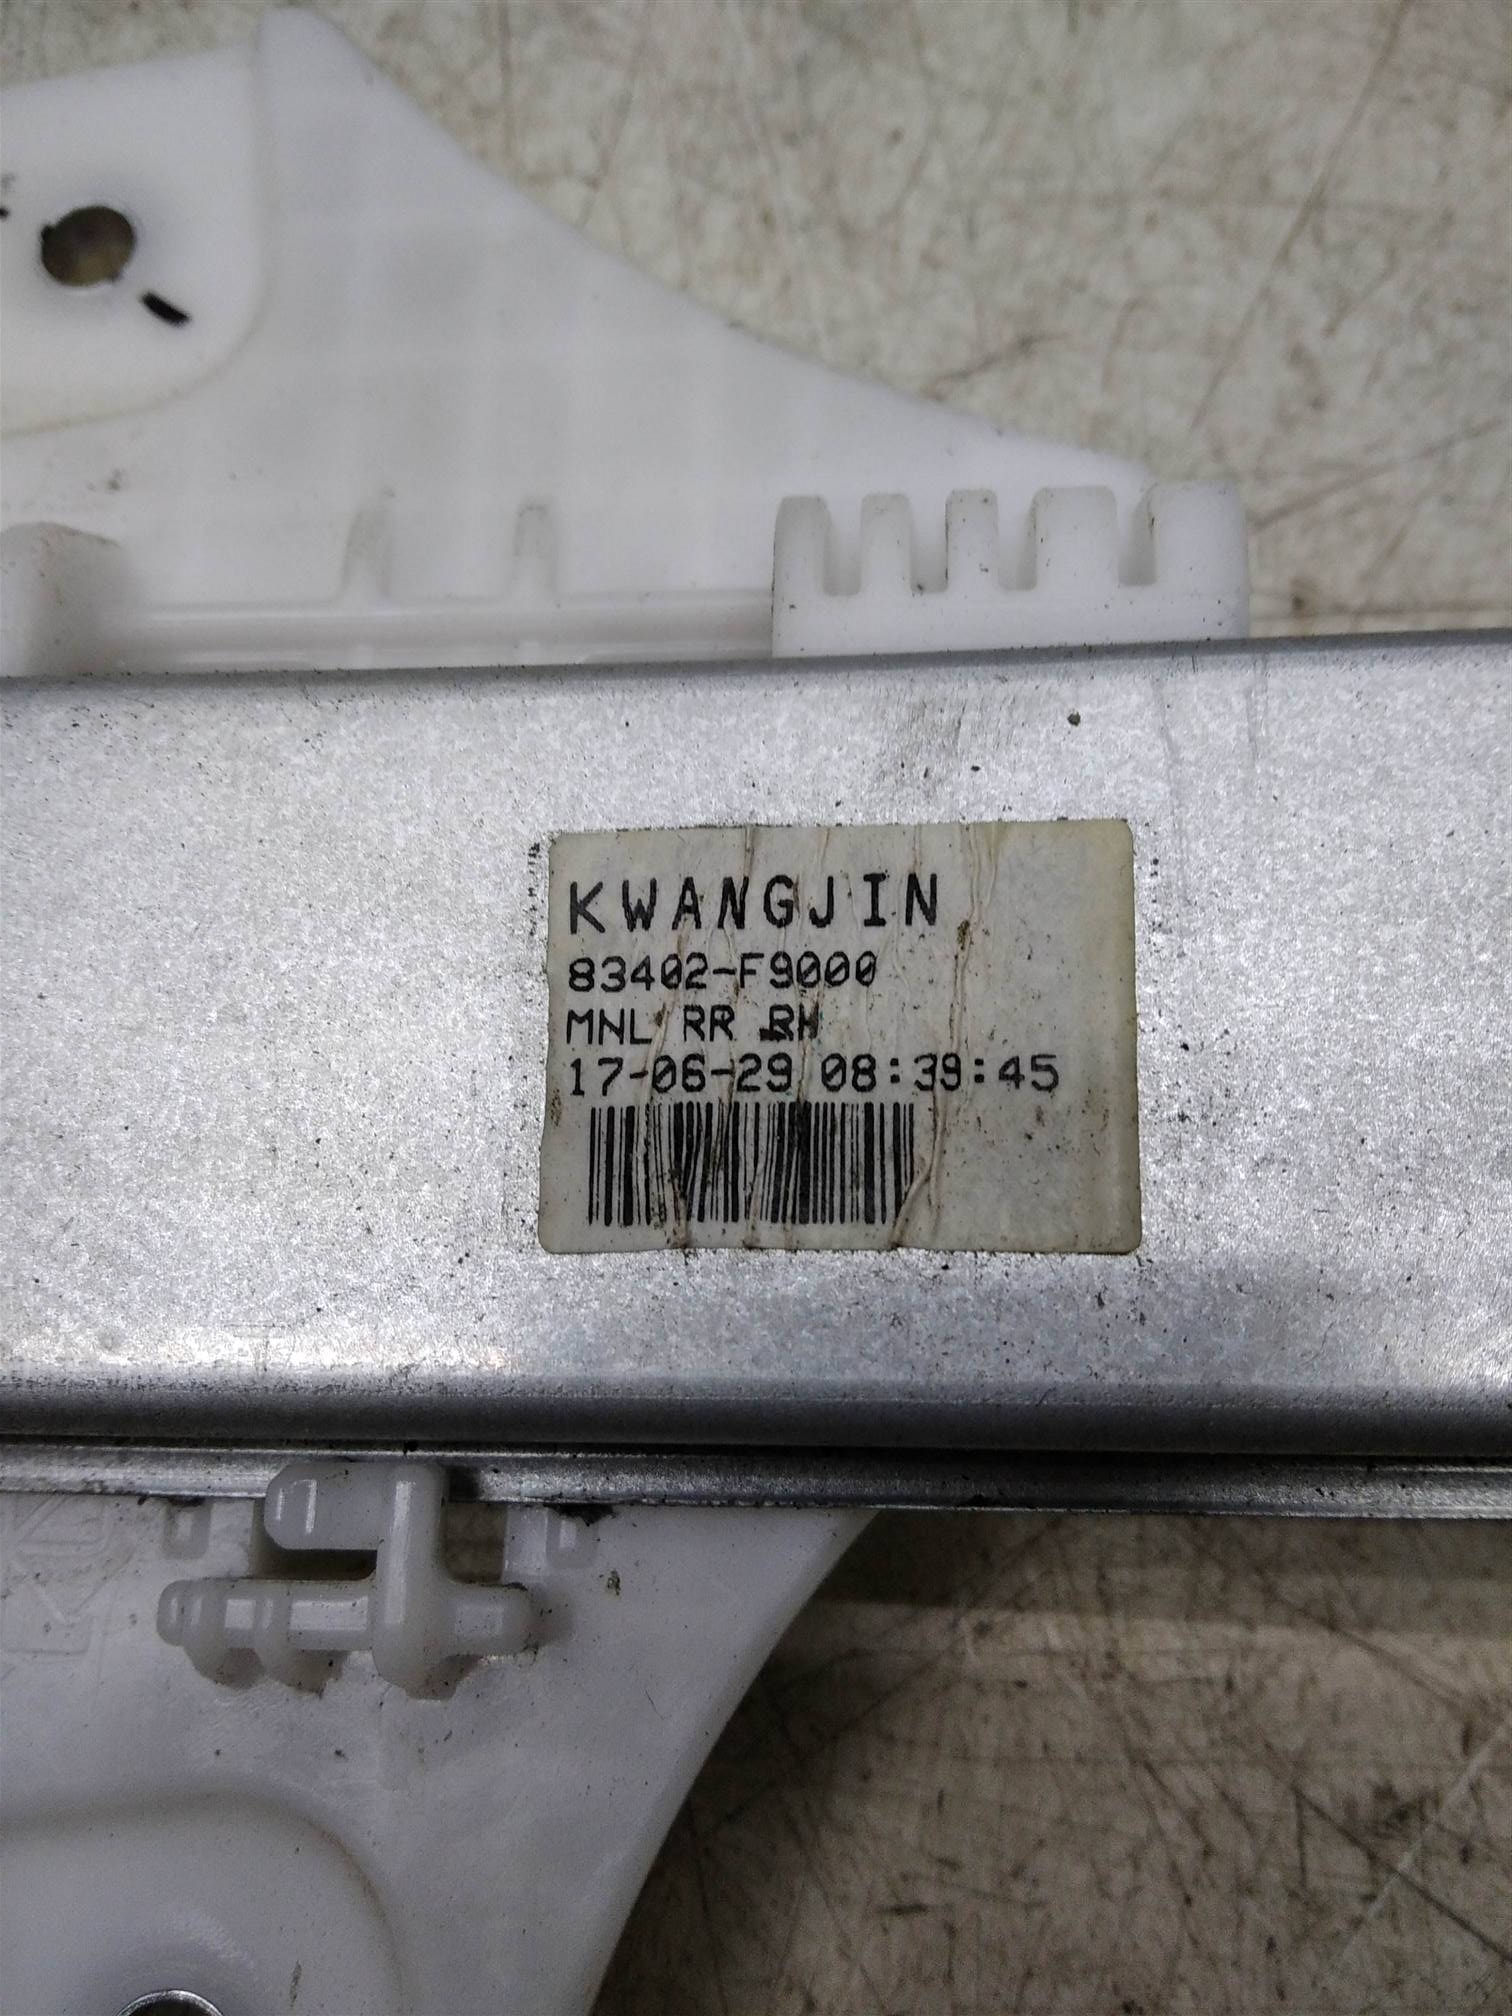 KWANGJIN
83402-F9000
MNL RR RH
17-06-29 08:39:45